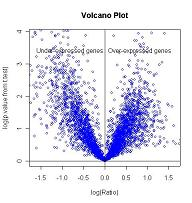 Volcano Plot
Under-expressed genes Over-expressed genes
log(p.value from t.test)
4
3
2
1
0
-1.5 -1.0 -0.5 0.0 0.5 1.0 1.5
log(Ratio)